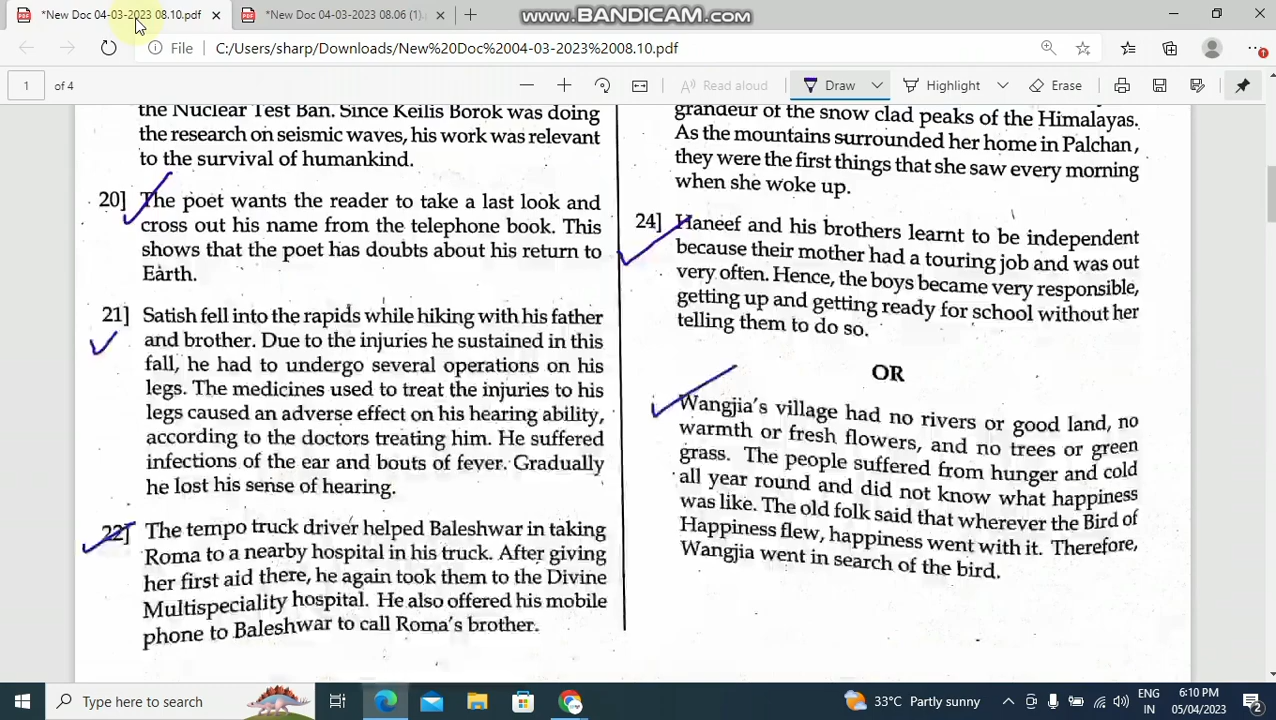 *New Doc 04-03-2023 08.10.pdf
*New Doc 04-03-2023 08.06 (1).
www.BANDICAM.com
File
C:/Users/sharp/Downloads/New%20Doc%2004-03-2023%2008.10.pdf
1 of 4
Read aloud
Draw
Highlight
Erase
the Nuclear Test Ban. Since Keilis Borok was doing
the research on seismic waves, his work was relevant
to the survival of humankind.
20] The poet wants the reader to take a last look and
cross out his name from the telephone book. This
shows that the poet has doubts about his return to
Earth.
21] Satish fell into the rapids while hiking with his father
and brother. Due to the injuries he sustained in this
fall, he had to undergo several operations on his
legs. The medicines used to treat the injuries to his
legs caused an adverse effect on his hearing ability,
according to the doctors treating him. He suffered
infections of the ear and bouts of fever. Gradually
he lost his sense of hearing.
22] The tempo truck driver helped Baleshwar in taking
Roma to a nearby hospital in his truck. After giving
her first aid there, he again took them to the Divine
Multispeciality hospital. He also offered his mobile
phone to Baleshwar to call Roma's brother.
grandeur of the snow clad peaks of the Himalayas.
As the mountains surrounded her home in Palchan,
they were the first things that she saw every morning
when she woke up.
24] Haneef and his brothers learnt to be independent
because their mother had a touring job and was out
very often. Hence, the boys became very responsible,
getting up and getting ready for school without her
telling them to do so.
OR
Wangjia's village had no rivers or good land, no
warmth or fresh flowers, and no trees or green
grass. The people suffered from hunger and cold
all year round and did not know what happiness
was like. The old folk said that wherever the Bird of
Happiness flew, happiness went with it. Therefore,
Wangjia went in search of the bird.
Type here to search
33°C Partly sunny
ENG
IN
6:10 PM
05/04/2023
2